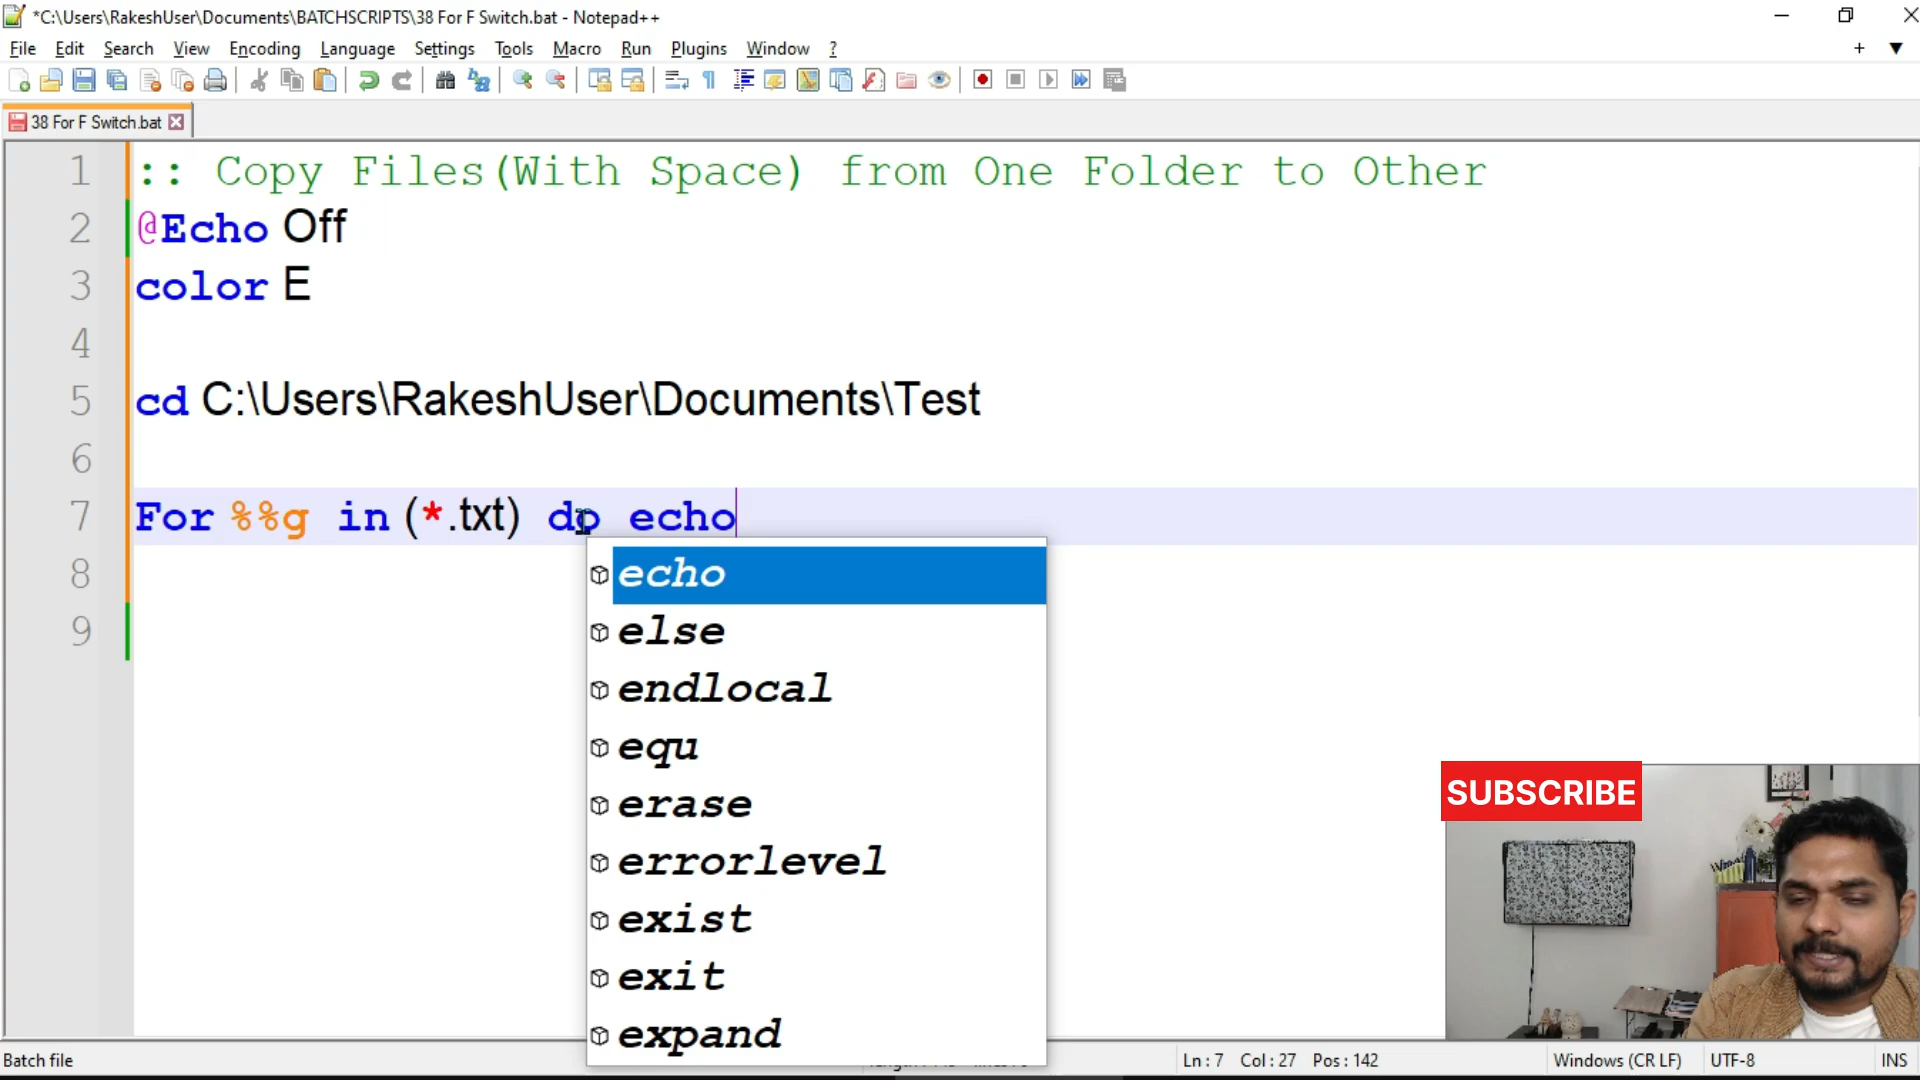 *C:\Users\RakeshUser\Documents\BATCHSCRIPTS\38 For F Switch.bat - Notepad++
File Edit Search View Encoding Language Settings Tools Macro Run Plugins Window ?
38 For F Switch.bat
1 :: Copy Files(With Space) from One Folder to Other
2 @Echo Off
3 color E
4
5 cd C:\Users\RakeshUser\Documents\Test
6
7 For %%g in (*.txt) do echo
8
9
echo
else
endlocal
equ
erase
errorlevel
exist
exit
expand
SUBSCRIBE
Batch file
Ln: 7 Col: 27 Pos: 142
Windows (CR LF)
UTF-8
INS